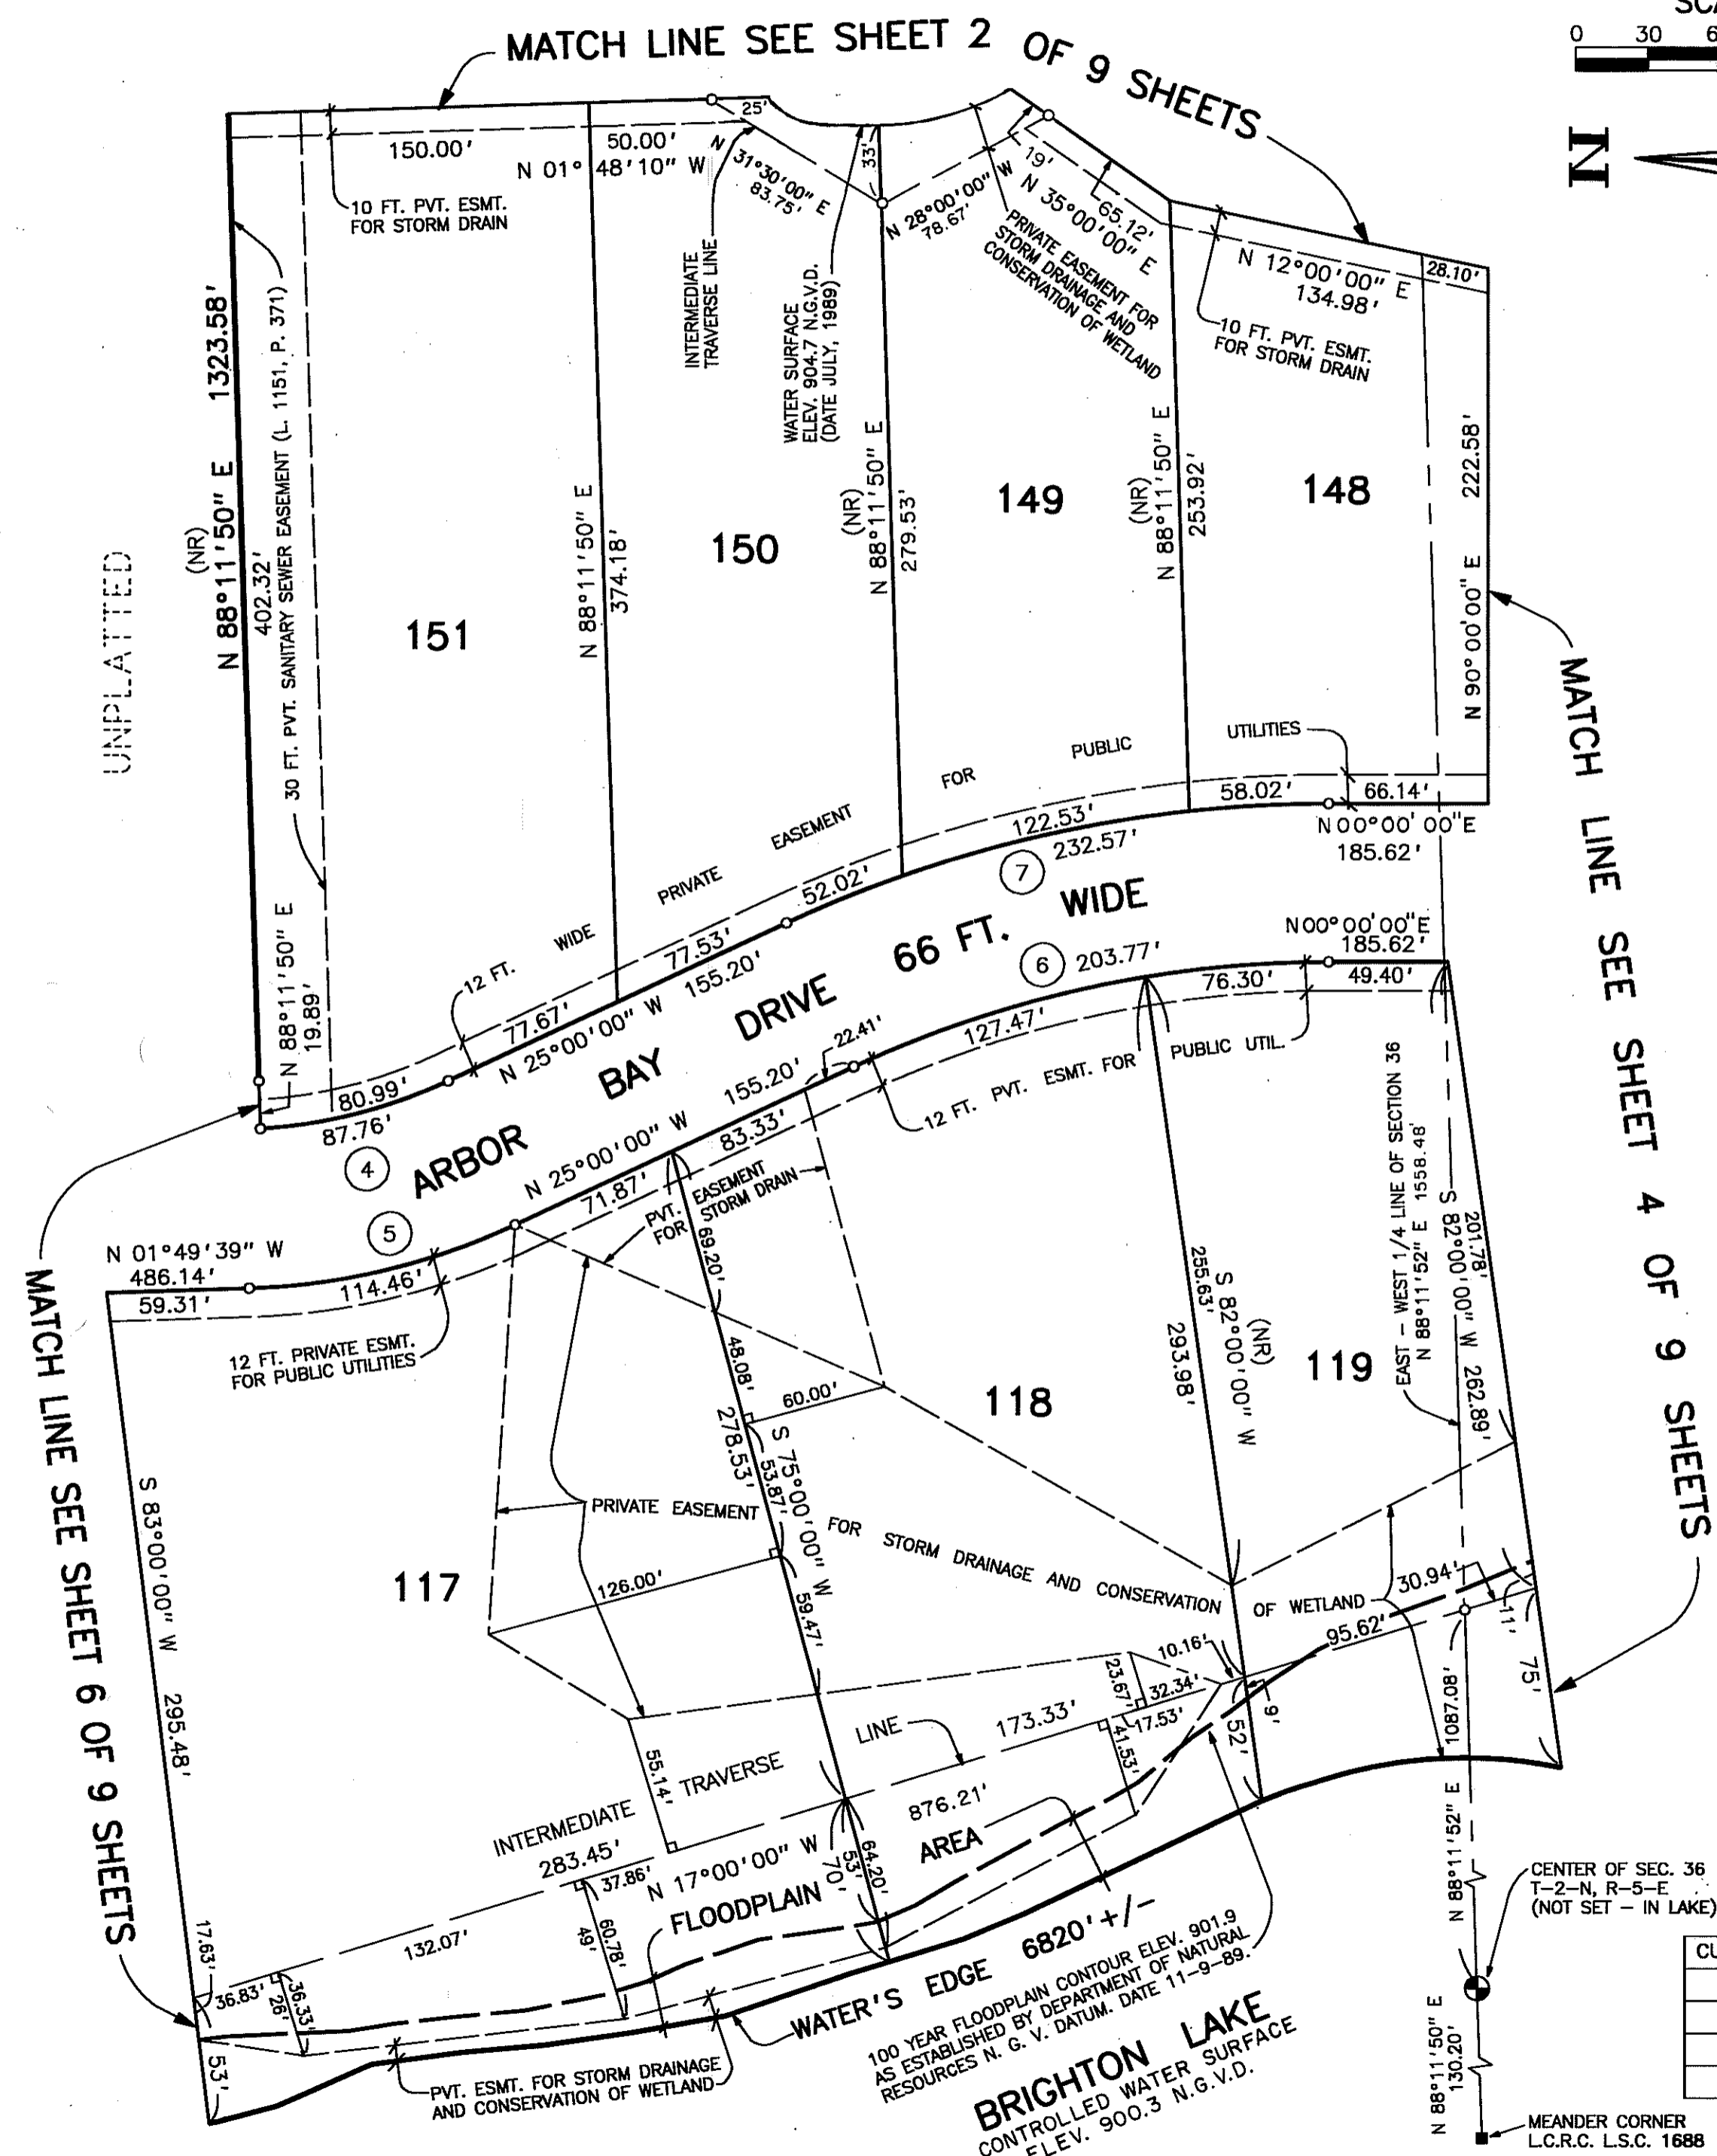 SCA
0 30 6
N
MATCH LINE SEE SHEET 2 OF 9 SHEETS
25'
150.00'
50.00'
N 01°48'10" W
N 31°30'00" E
83.75'
33'
10 FT. PVT. ESMT.
FOR STORM DRAIN
INTERMEDIATE
TRAVERSE LINE
WATER SURFACE
ELEV. 904.7 N.G.V.D.
(DATE JULY, 1989)
N 28°00'00" W
78.67'
19'
N 35°00'00" E
65.12'
PRIVATE EASEMENT FOR
STORM DRAINAGE AND
CONSERVATION OF WETLAND
N 12°00'00" E
134.98'
28.10'
10 FT. PVT. ESMT.
FOR STORM DRAIN
UNPLATTED
N 88°11'50" E 1323.58'
(NR)
402.32'
30 FT. PVT. SANITARY SEWER EASEMENT (L. 1151, P. 371)
151
N 88°11'50" E
374.18'
150
(NR)
N 88°11'50" E
279.53'
149
(NR)
N 88°11'50" E
253.92'
148
222.58'
N 90°00'00" E
MATCH LINE SEE SHEET 4 OF 9 SHEETS
12 FT. WIDE PRIVATE EASEMENT FOR PUBLIC UTILITIES
58.02'
66.14'
N 00°00'00" E
185.62'
122.53'
232.57'
7
52.02'
77.53'
155.20'
77.67'
N 25°00'00" W
N 88°11'50" E
19.89'
80.99'
87.76'
4
ARBOR BAY DRIVE 66 FT. WIDE
5
6
203.77'
N 00°00'00" E
185.62'
76.30'
49.40'
127.47'
22.41'
155.20'
N 25°00'00" W
83.33'
71.87'
12 FT. PVT. ESMT. FOR PUBLIC UTIL.
PVT. EASEMENT
FOR STORM DRAIN
N 01°49'39" W
486.14'
59.31'
114.46'
12 FT. PRIVATE ESMT.
FOR PUBLIC UTILITIES
MATCH LINE SEE SHEET 6 OF 9 SHEETS
S 83°00'00" W 295.48'
117
69.20'
48.08'
278.53'
60.00'
S 75°00'00" W
53.87'
59.47'
126.00'
118
255.63'
293.98'
S 82°00'00" W
(NR)
119
EAST - WEST 1/4 LINE OF SECTION 36
N 88°11'52" E 1558.48'
S 82°00'00" W 262.89'
201.78'
PRIVATE EASEMENT FOR STORM DRAINAGE AND CONSERVATION OF WETLAND
30.94'
11'
95.62'
75'
1087.08'
10.16'
23.67'
32.34'
17.53'
41.53'
9'
52'
173.33'
INTERMEDIATE TRAVERSE LINE
55.14'
283.45'
876.21'
N 17°00'00" W
37.86'
64.20'
53'
70'
60.78'
49'
FLOODPLAIN AREA
132.07'
17.63'
36.83'
36.33'
26'
53'
PVT. ESMT. FOR STORM DRAINAGE
AND CONSERVATION OF WETLAND
WATER'S EDGE 6820'+/-
100 YEAR FLOODPLAIN CONTOUR ELEV. 901.9
AS ESTABLISHED BY DEPARTMENT OF NATURAL
RESOURCES N. G. V. DATUM. DATE 11-9-89.
BRIGHTON LAKE
CONTROLLED WATER SURFACE
ELEV. 900.3 N.G.V.D.
N 88°11'52" E
CENTER OF SEC. 36
T-2-N, R-5-E
(NOT SET - IN LAKE)
CU
N 88°11'50" E
130.20'
MEANDER CORNER
L.C.R.C. L.S.C. 1688